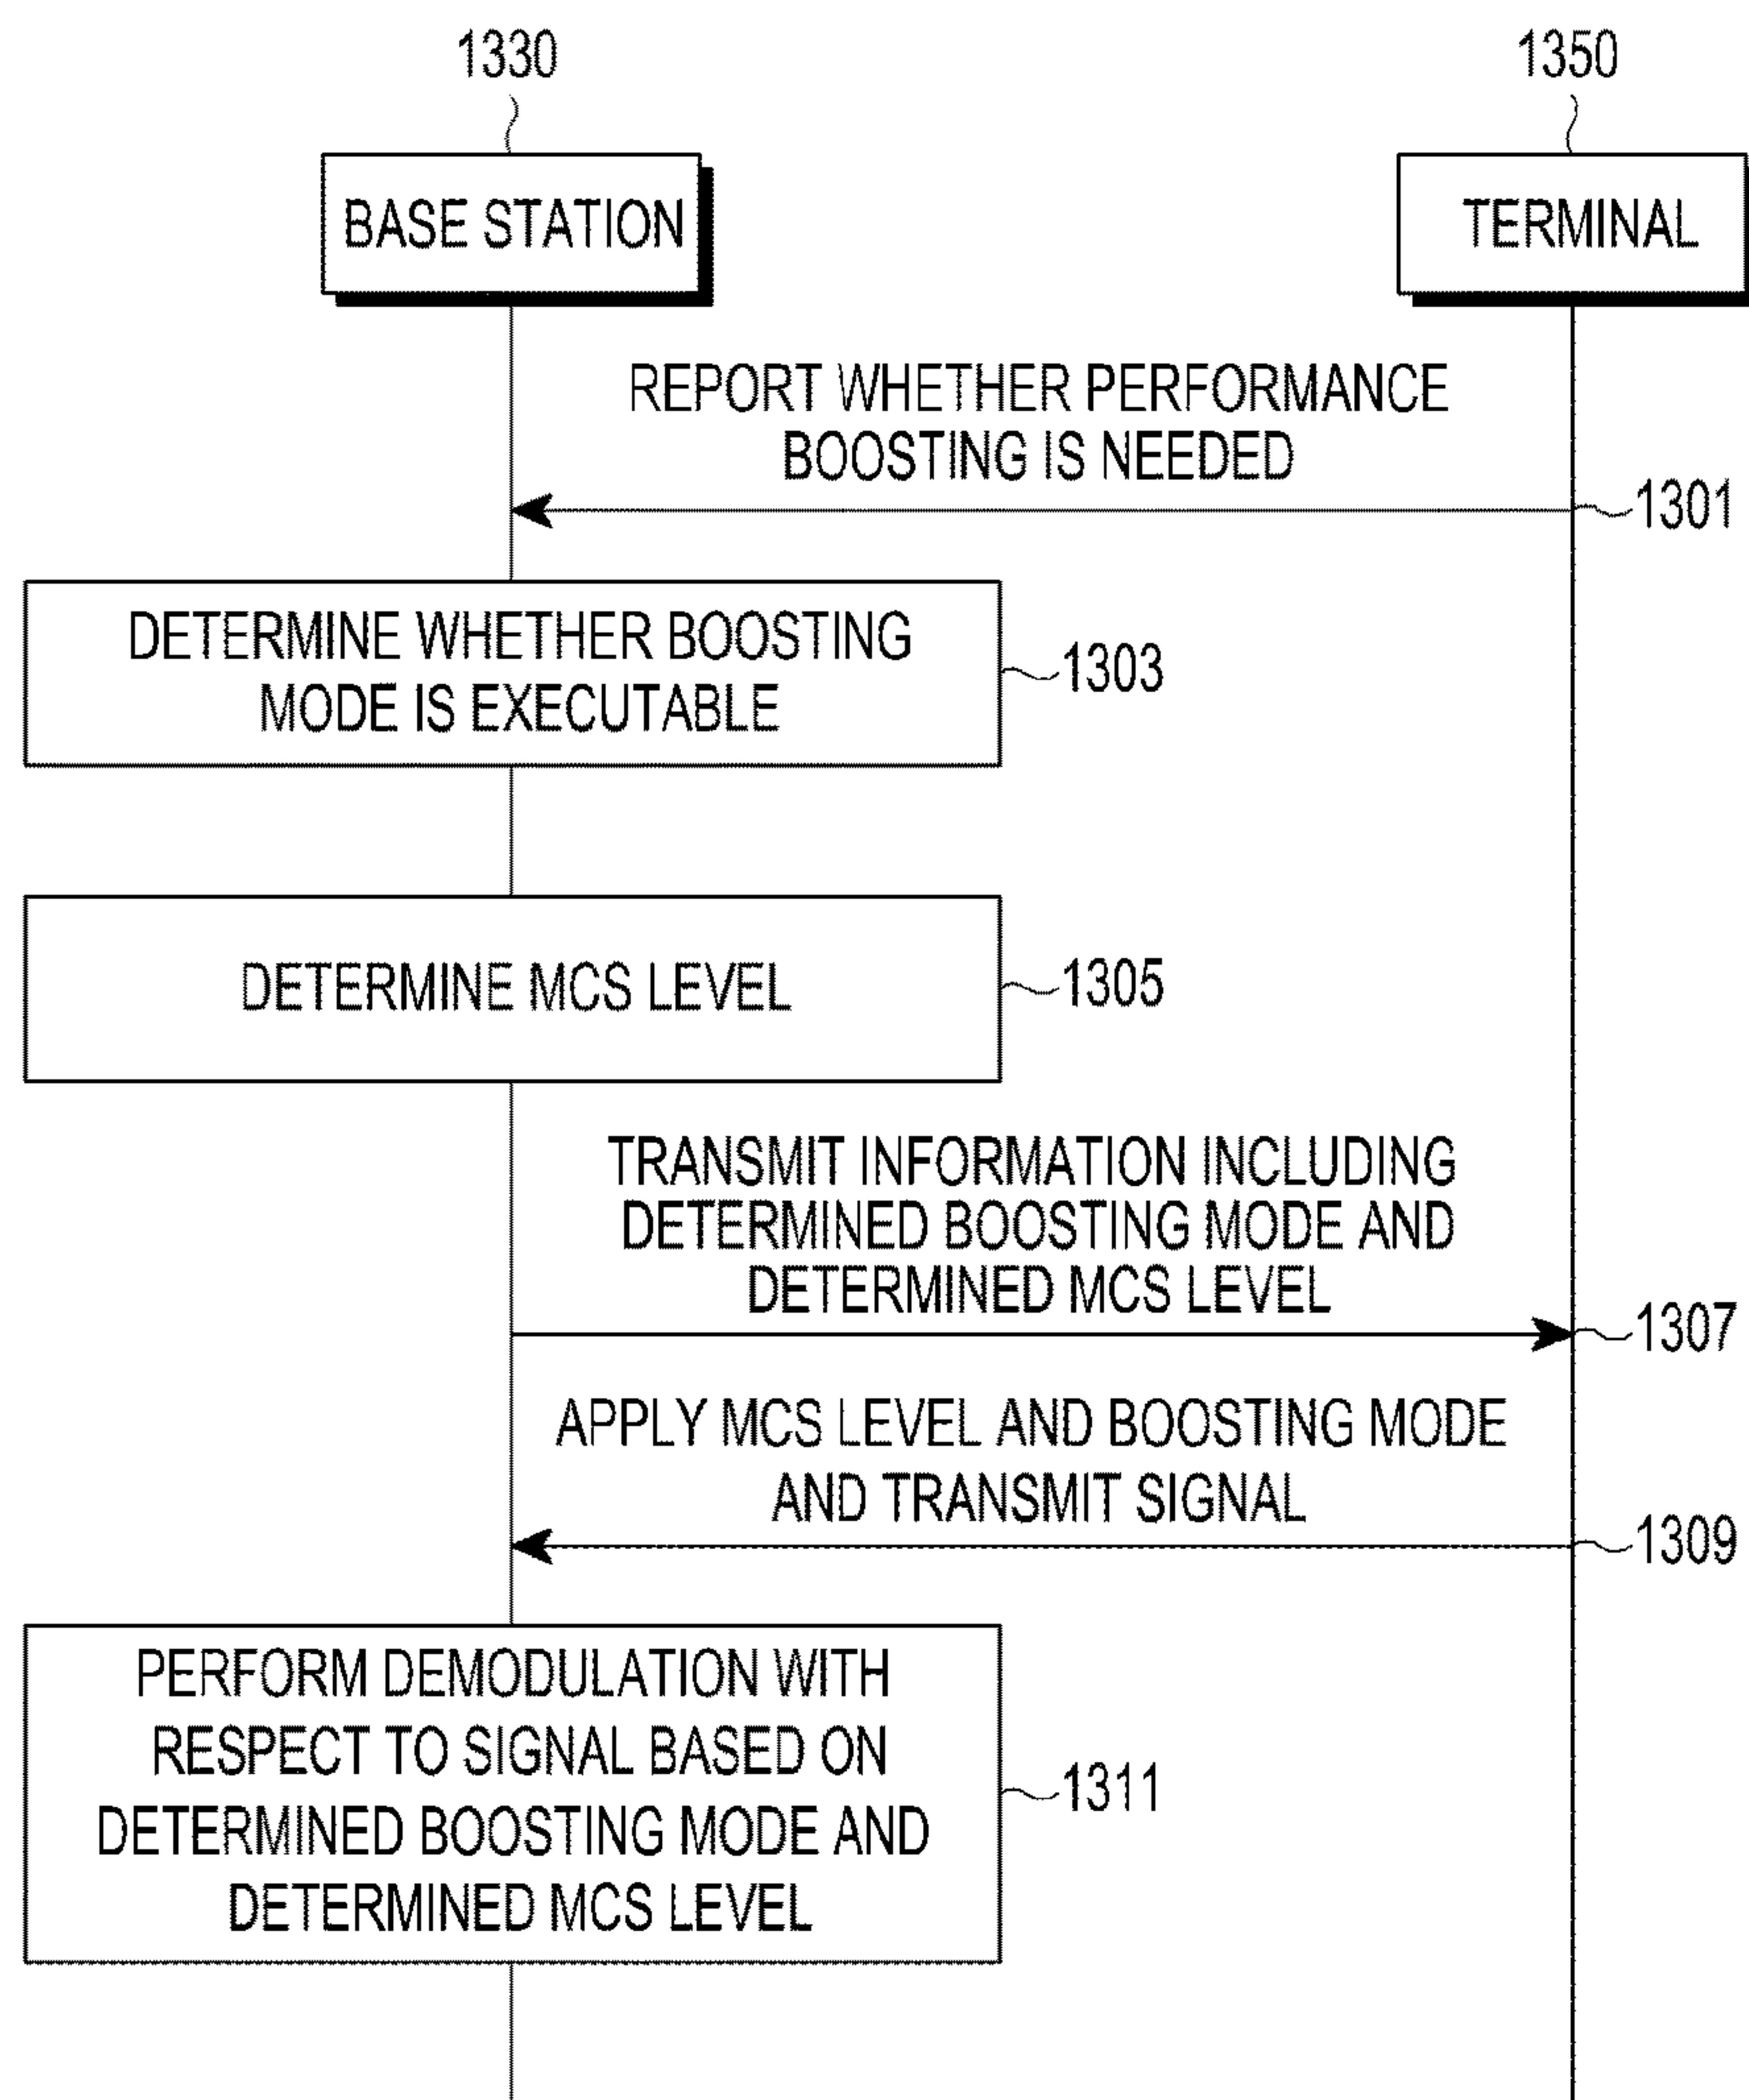 1330
1350
BASE STATION
TERMINAL
REPORT WHETHER PERFORMANCE
BOOSTING IS NEEDED
1301
DETERMINE WHETHER BOOSTING
MODE IS EXECUTABLE
1303
DETERMINE MCS LEVEL
1305
TRANSMIT INFORMATION INCLUDING
DETERMINED BOOSTING MODE AND
DETERMINED MCS LEVEL
1307
APPLY MCS LEVEL AND BOOSTING MODE
AND TRANSMIT SIGNAL
1309
PERFORM DEMODULATION WITH
RESPECT TO SIGNAL BASED ON
DETERMINED BOOSTING MODE AND
DETERMINED MCS LEVEL
1311